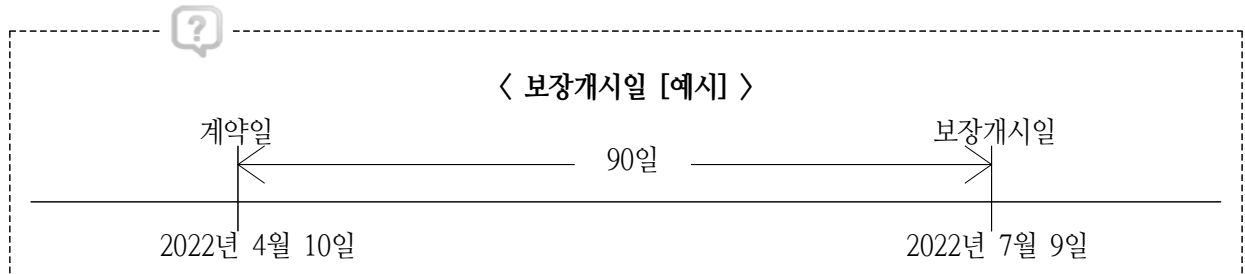 ?
〈 보장개시일 [예시] 〉
계약일 보장개시일
90일
2022년 4월 10일 2022년 7월 9일